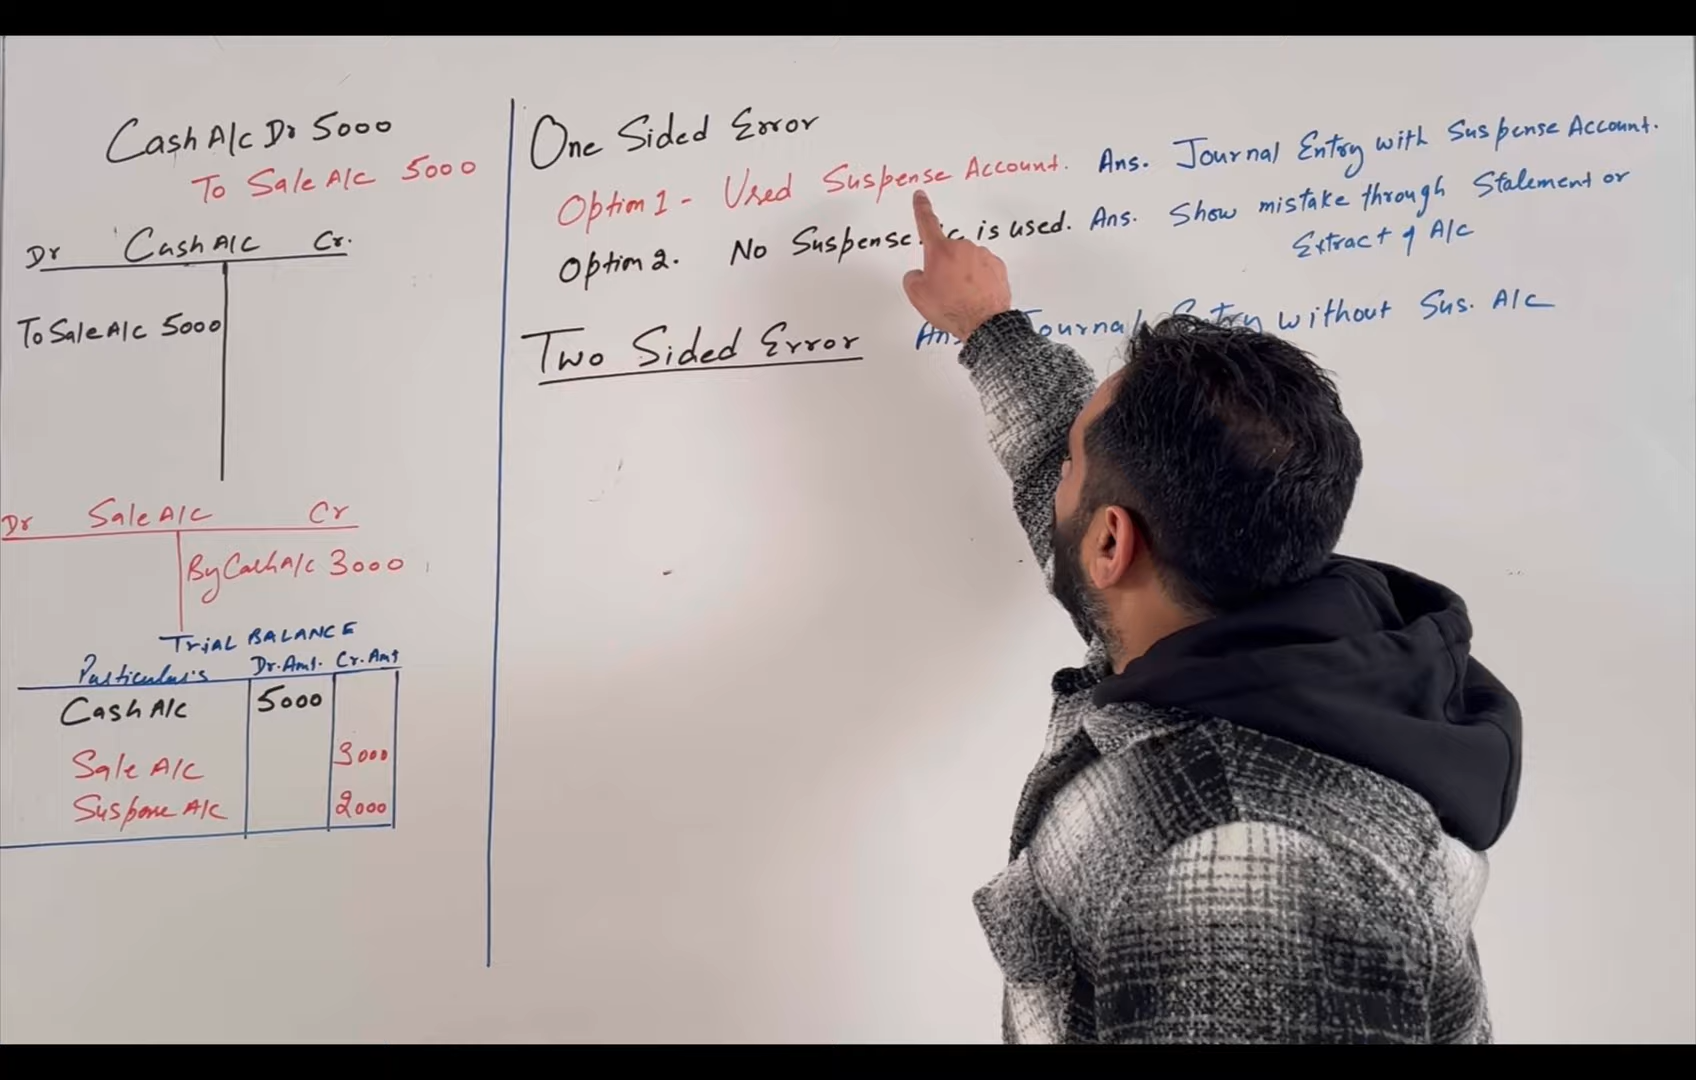 Cash A/c Dr 5000
To Sale A/c 5000
Dr Cash A/c Cr.
To Sale A/c 5000
Dr Sale A/c Cr
By Cash A/c 3000
TriaL BALANCE
Particulars Dr. Amt. Cr. Amt
Cash A/c 5000
Sale A/c 3000
Suspense A/c 2000
One Sided Error
Option 1 - Used Suspense Account. Ans. Journal Entry with Suspense Account.
Option 2. No Suspense is used. Ans. Show mistake through Statement or
Extract of A/c
Two Sided Error Ans Journal Entry without Sus. A/c